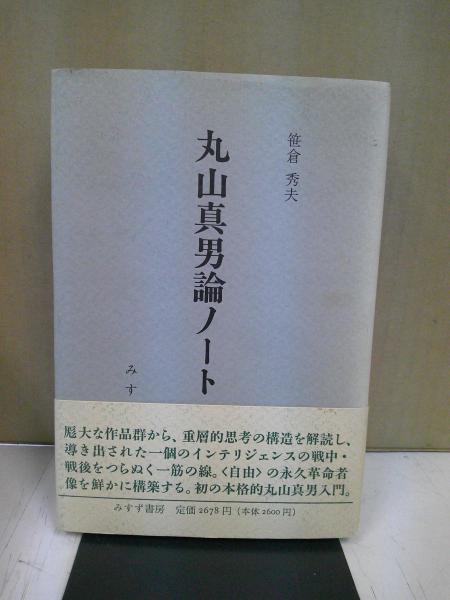 笹倉 秀夫
丸山真男論ノート
みす
厖大な作品群から、重層的思考の構造を解読し、
導き出された一個のインテリジェンスの戦中・
戦後をつらぬく一筋の線。〈自由〉の永久革命者
像を鮮かに構築する。初の本格的丸山真男入門。
みすず書房 定価2678円（本体2600円）